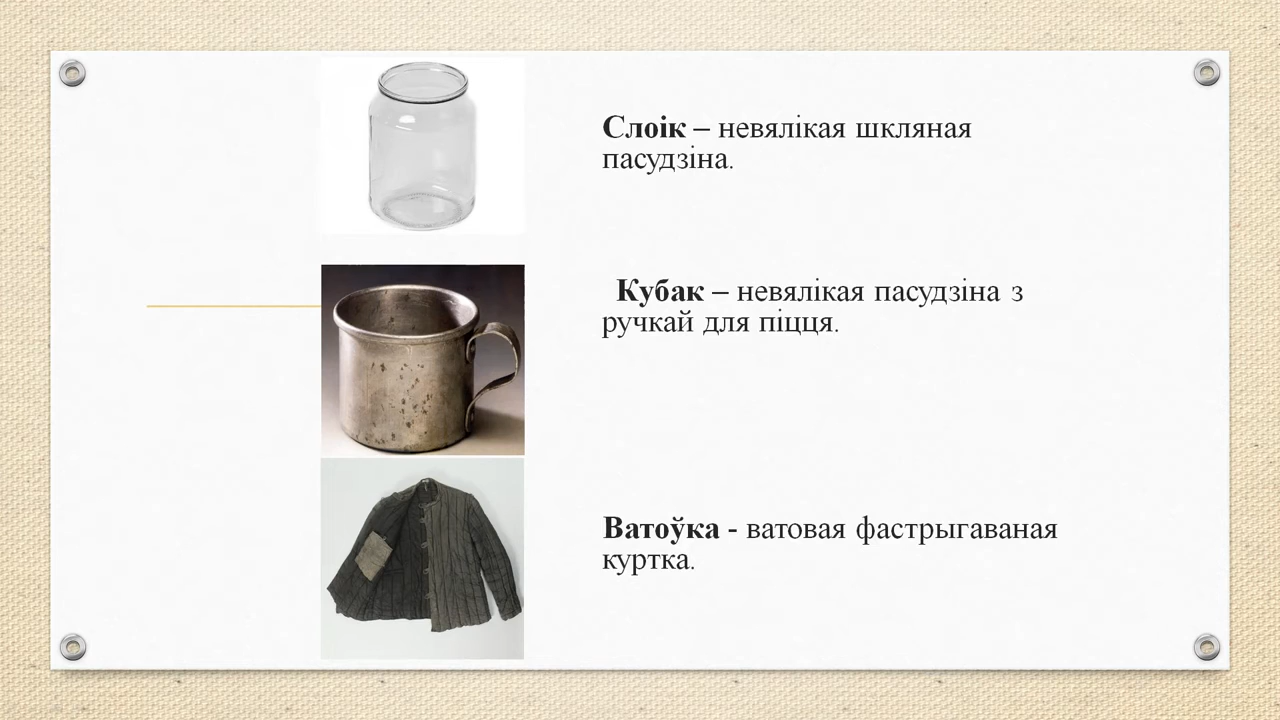 Слоік – невялікая шкляная
пасудзіна.
Кубак – невялікая пасудзіна з
ручкай для піцця.
Ватоўка - ватовая фастрыгаваная
куртка.